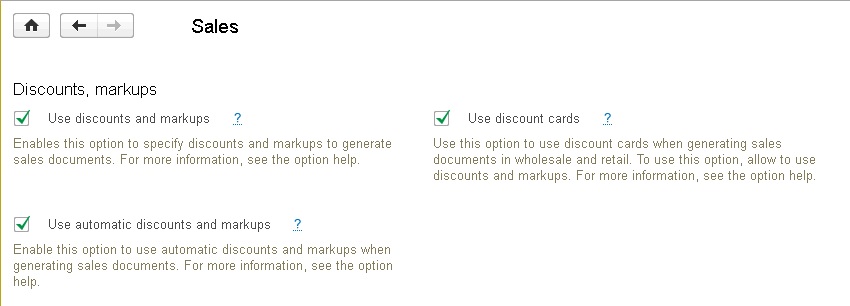 Sales
Discounts, markups
Use discounts and markups ?
Enables this option to specify discounts and markups to generate
sales documents. For more information, see the option help.
Use discount cards ?
Use this option to use discount cards when generating sales
documents in wholesale and retail. To use this option, allow to use
discounts and markups. For more information, see the option help.
Use automatic discounts and markups ?
Enable this option to use automatic discounts and markups when
generating sales documents. For more information, see the option
help.